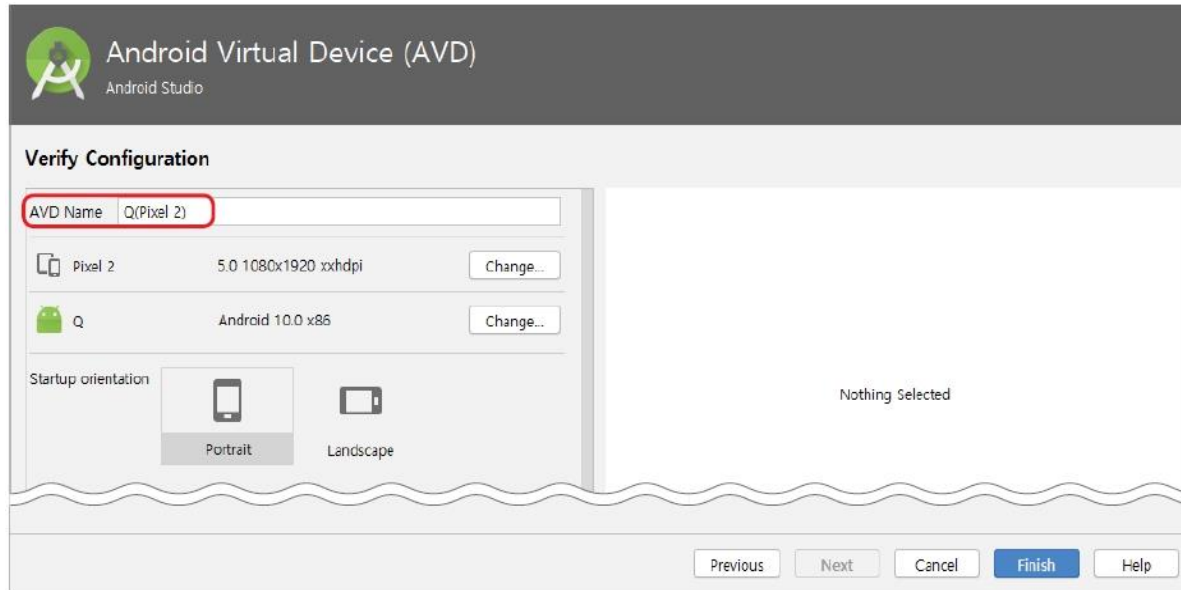 Android Virtual Device (AVD)
Android Studio
Verify Configuration
AVD Name Q(Pixel 2)
Pixel 2 5.0 1080x1920 xxhdpi Change...
Q Android 10.0 x86 Change...
Startup orientation
Portrait Landscape
Nothing Selected
Previous Next Cancel Finish Help